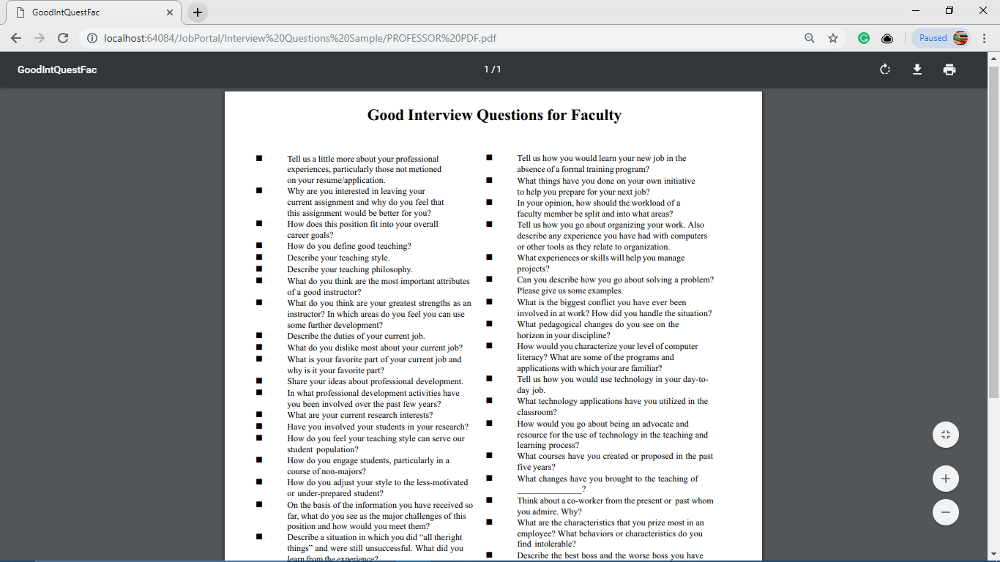 GoodIntQuestFac
localhost:64084/JobPortal/Interview%20Questions%20Sample/PROFESSOR%20PDF.pdf
Paused
GoodIntQuestFac
1 / 1
Good Interview Questions for Faculty
Tell us a little more about your professional
experiences, particularly those not metioned
on your resume/application.
Why are you interested in leaving your
current assignment and why do you feel that
this assignment would be better for you?
How does this position fit into your overall
career goals?
How do you define good teaching?
Describe your teaching style.
Describe your teaching philosophy.
What do you think are the most important attributes
of a good instructor?
What do you think are your greatest strengths as an
instructor? In which areas do you feel you can use
some further development?
Describe the duties of your current job.
What do you dislike most about your current job?
What is your favorite part of your current job and
why is it your favorite part?
Share your ideas about professional development.
In what professional development activities have
you been involved over the past few years?
What are your current research interests?
Have you involved your students in your research?
How do you feel your teaching style can serve our
student population?
How do you engage students, particularly in a
course of non-majors?
How do you adjust your style to the less-motivated
or under-prepared student?
On the basis of the information you have received so
far, what do you see as the major challenges of this
position and how would you meet them?
Describe a situation in which you did “all theright
things” and were still unsuccessful. What did you
learn from the experience?
Tell us how you would learn your new job in the
absence of a formal training program?
What things have you done on your own initiative
to help you prepare for your next job?
In your opinion, how should the workload of a
faculty member be split and into what areas?
Tell us how you go about organizing your work. Also
describe any experience you have had with computers
or other tools as they relate to organization.
What experiences or skills will help you manage
projects?
Can you describe how you go about solving a problem?
Please give us some examples.
What is the biggest conflict you have ever been
involved in at work? How did you handle the situation?
What pedagogical changes do you see on the
horizon in your discipline?
How would you characterize your level of computer
literacy? What are some of the programs and
applications with which your are familiar?
Tell us how you would use technology in your day-to-
day job.
What technology applications have you utilized in the
classroom?
How would you go about being an advocate and
resource for the use of technology in the teaching and
learning process?
What courses have you created or proposed in the past
five years?
What changes have you brought to the teaching of
_______________?
Think about a co-worker from the present or past whom
you admire. Why?
What are the characteristics that you prize most in an
employee? What behaviors or characteristics do you
find intolerable?
Describe the best boss and the worse boss you have